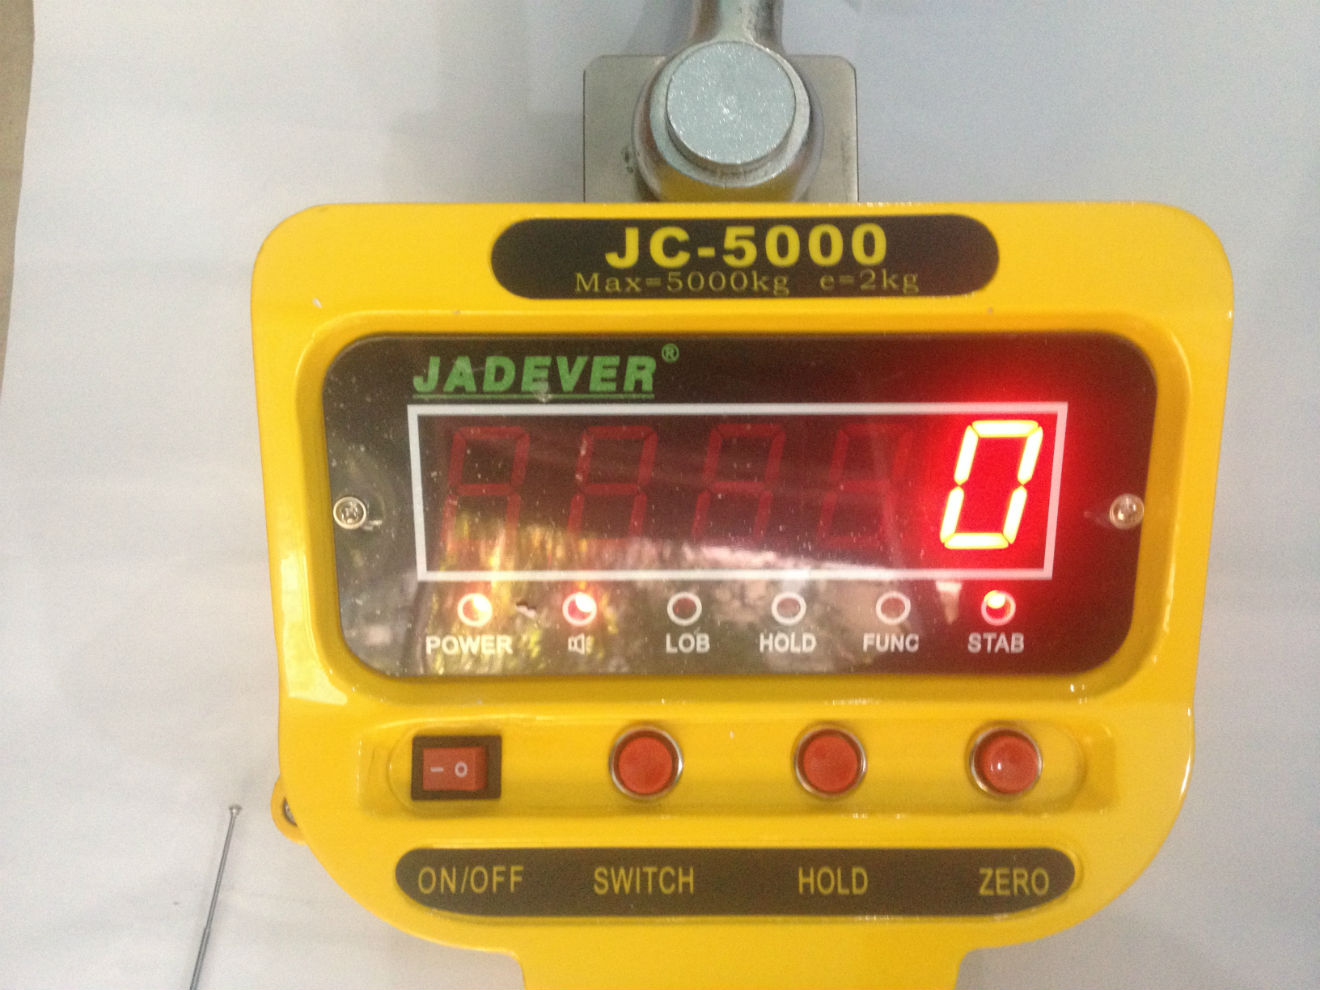 JC-5000
Max=5000kg e=2kg
JADEVER®
0
POWER LOB HOLD FUNC STAB
ON/OFF SWITCH HOLD ZERO